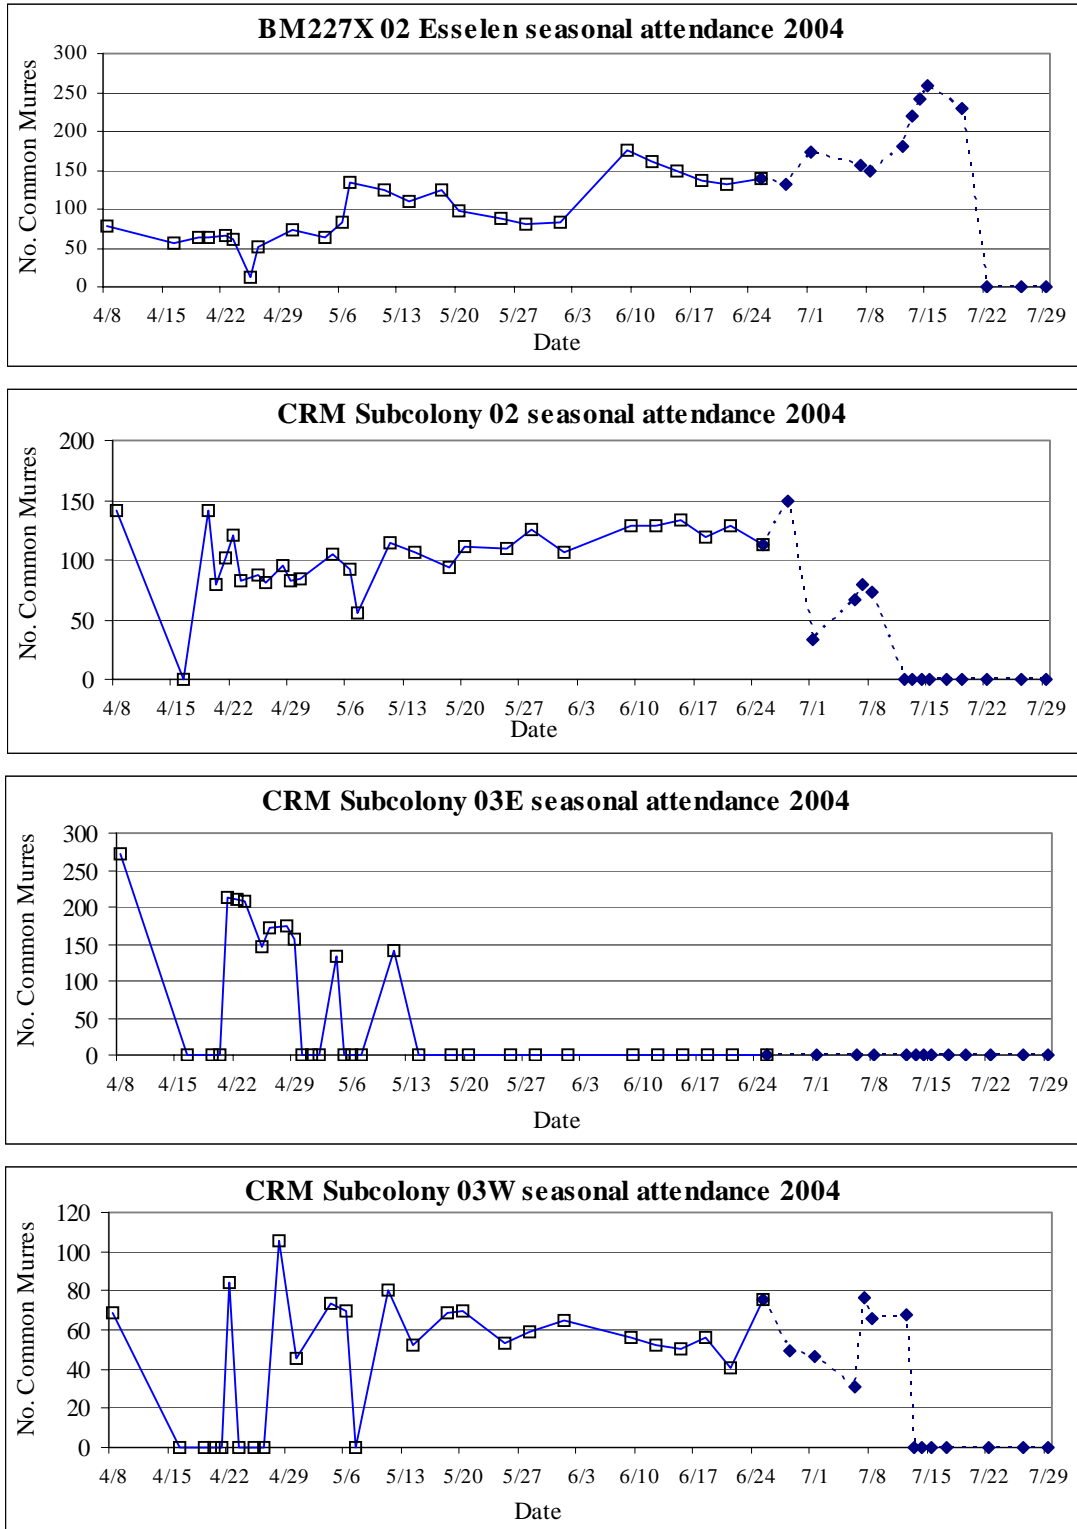 BM227X 02 Esselen seasonal attendance 2004
No. Common Murres
300
250
200
150
100
50
0
4/8 4/15 4/22 4/29 5/6 5/13 5/20 5/27 6/3 6/10 6/17 6/24 7/1 7/8 7/15 7/22 7/29
Date
CRM Subcolony 02 seasonal attendance 2004
No. Common Murres
200
150
100
50
0
4/8 4/15 4/22 4/29 5/6 5/13 5/20 5/27 6/3 6/10 6/17 6/24 7/1 7/8 7/15 7/22 7/29
Date
CRM Subcolony 03E seasonal attendance 2004
No. Common Murres
300
250
200
150
100
50
0
4/8 4/15 4/22 4/29 5/6 5/13 5/20 5/27 6/3 6/10 6/17 6/24 7/1 7/8 7/15 7/22 7/29
Date
CRM Subcolony 03W seasonal attendance 2004
No. Common Murres
120
100
80
60
40
20
0
4/8 4/15 4/22 4/29 5/6 5/13 5/20 5/27 6/3 6/10 6/17 6/24 7/1 7/8 7/15 7/22 7/29
Date